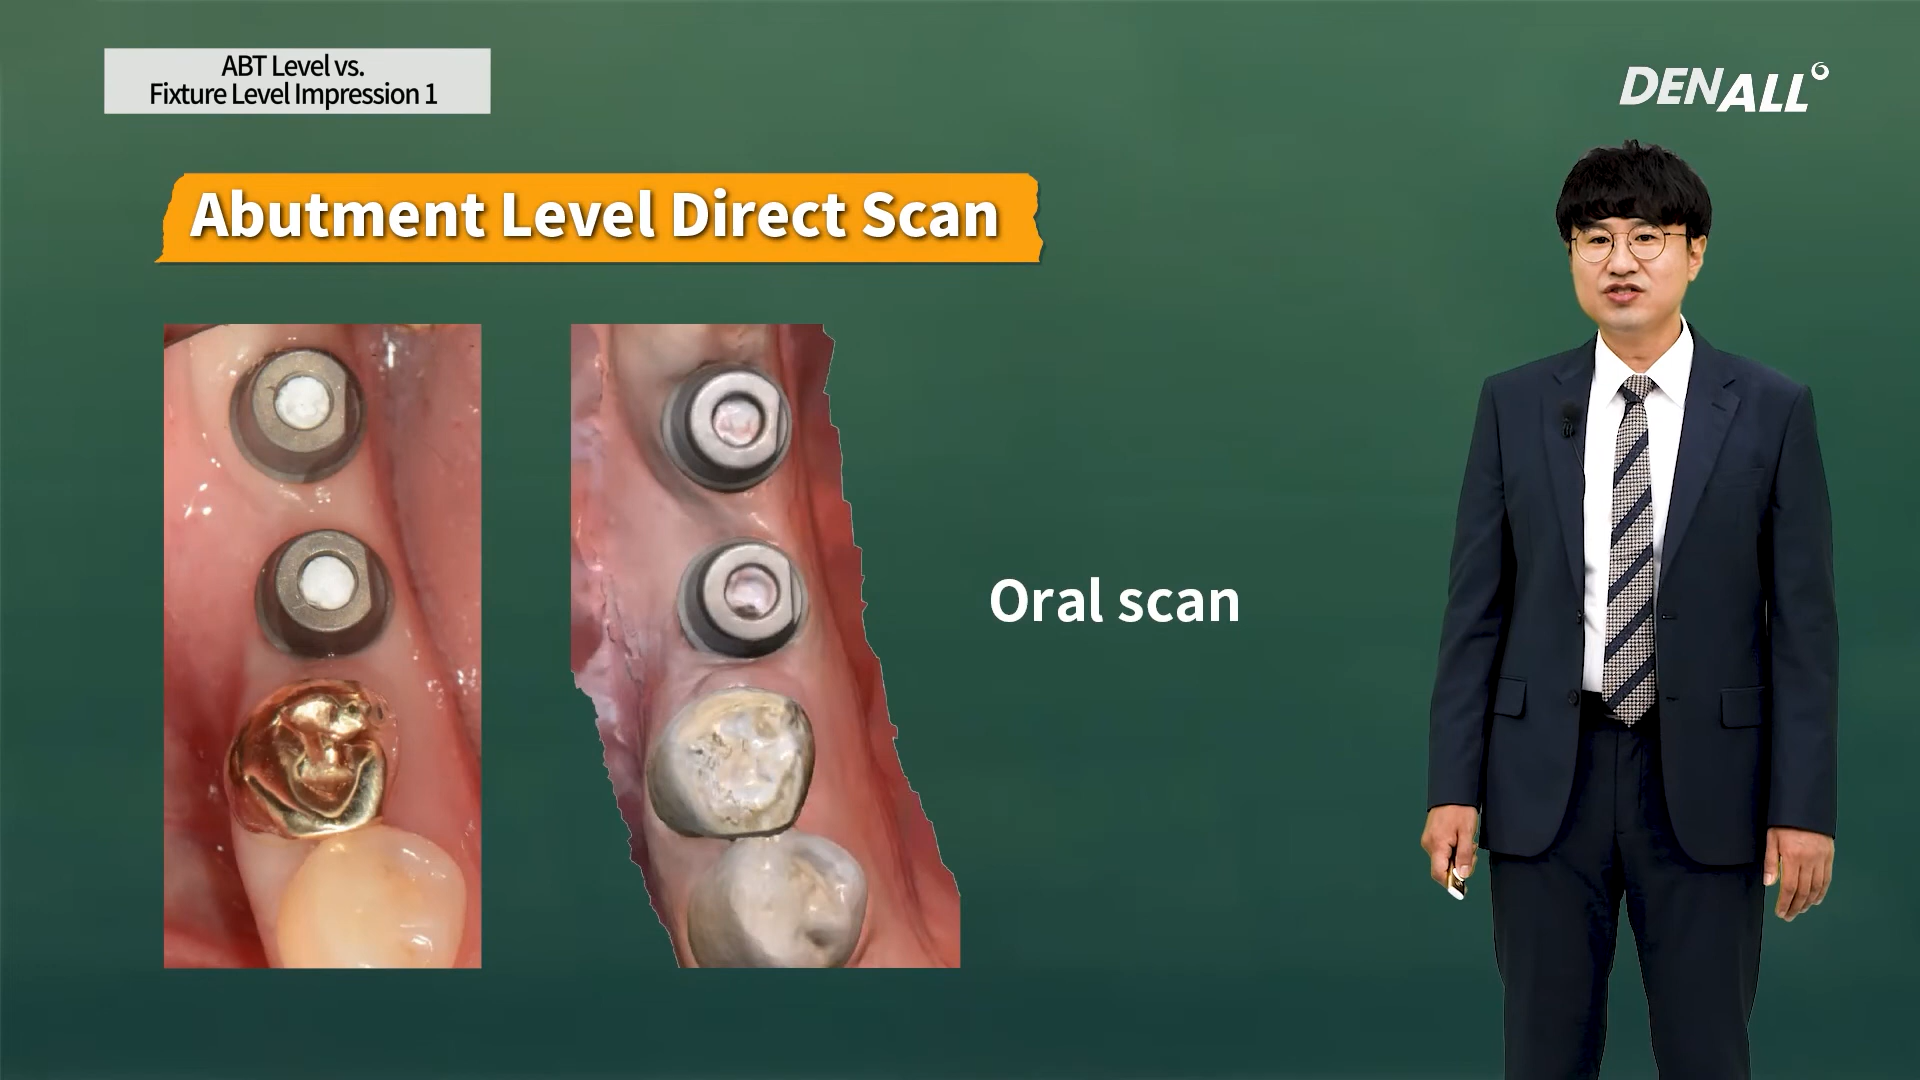 ABT Level vs.
Fixture Level Impression 1
DENALL
Abutment Level Direct Scan
Oral scan